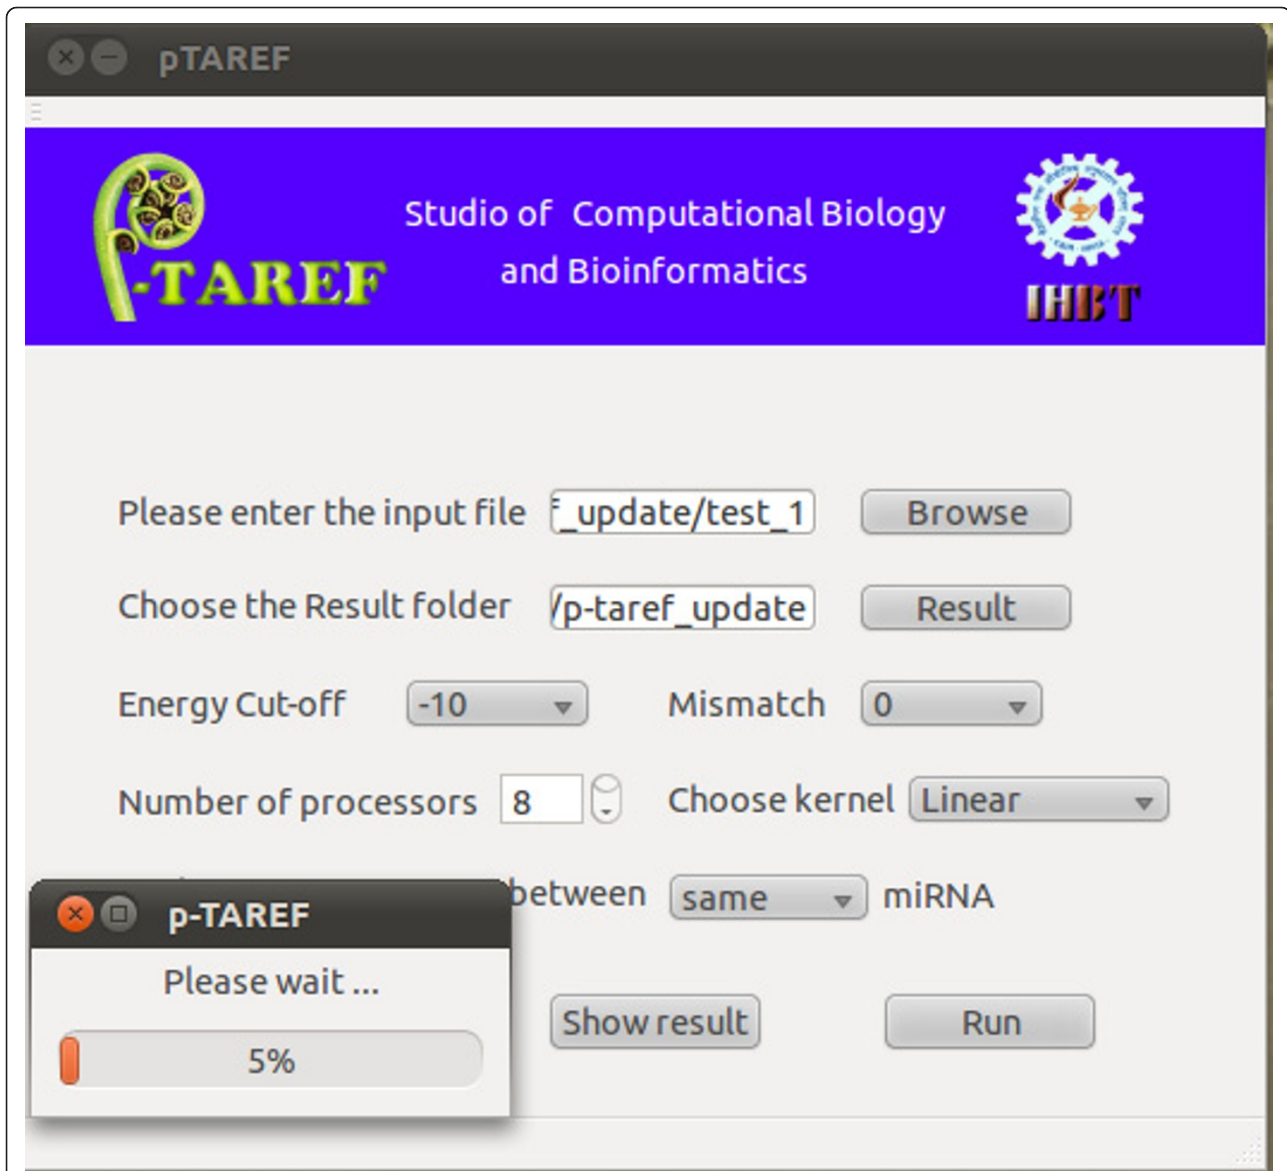 pTAREF
P-TAREF
Studio of Computational Biology
and Bioinformatics
IHBT
Please enter the input file f_update/test_1 Browse
Choose the Result folder /p-taref_update Result
Energy Cut-off -10 Mismatch 0
Number of processors 8 Choose kernel Linear
between same miRNA
p-TAREF
Please wait ...
5%
Show result Run